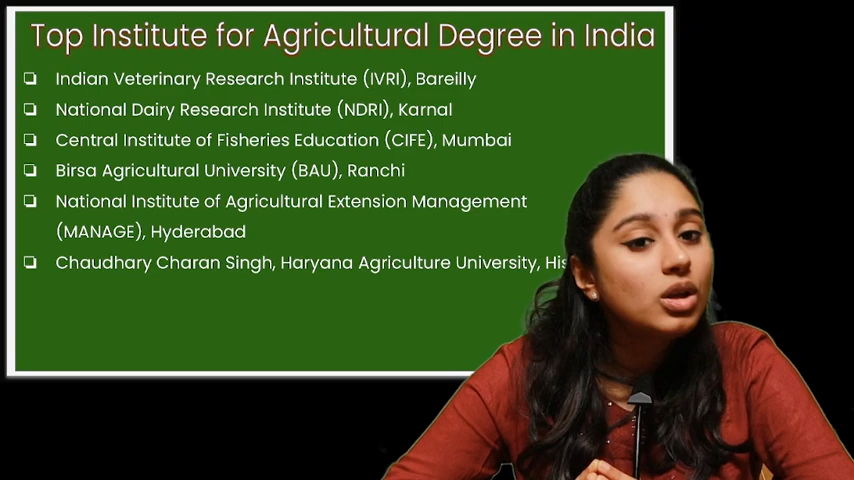 Top Institute for Agricultural Degree in India
❏ Indian Veterinary Research Institute (IVRI), Bareilly
❏ National Dairy Research Institute (NDRI), Karnal
❏ Central Institute of Fisheries Education (CIFE), Mumbai
❏ Birsa Agricultural University (BAU), Ranchi
❏ National Institute of Agricultural Extension Management
(MANAGE), Hyderabad
❏ Chaudhary Charan Singh, Haryana Agriculture University,